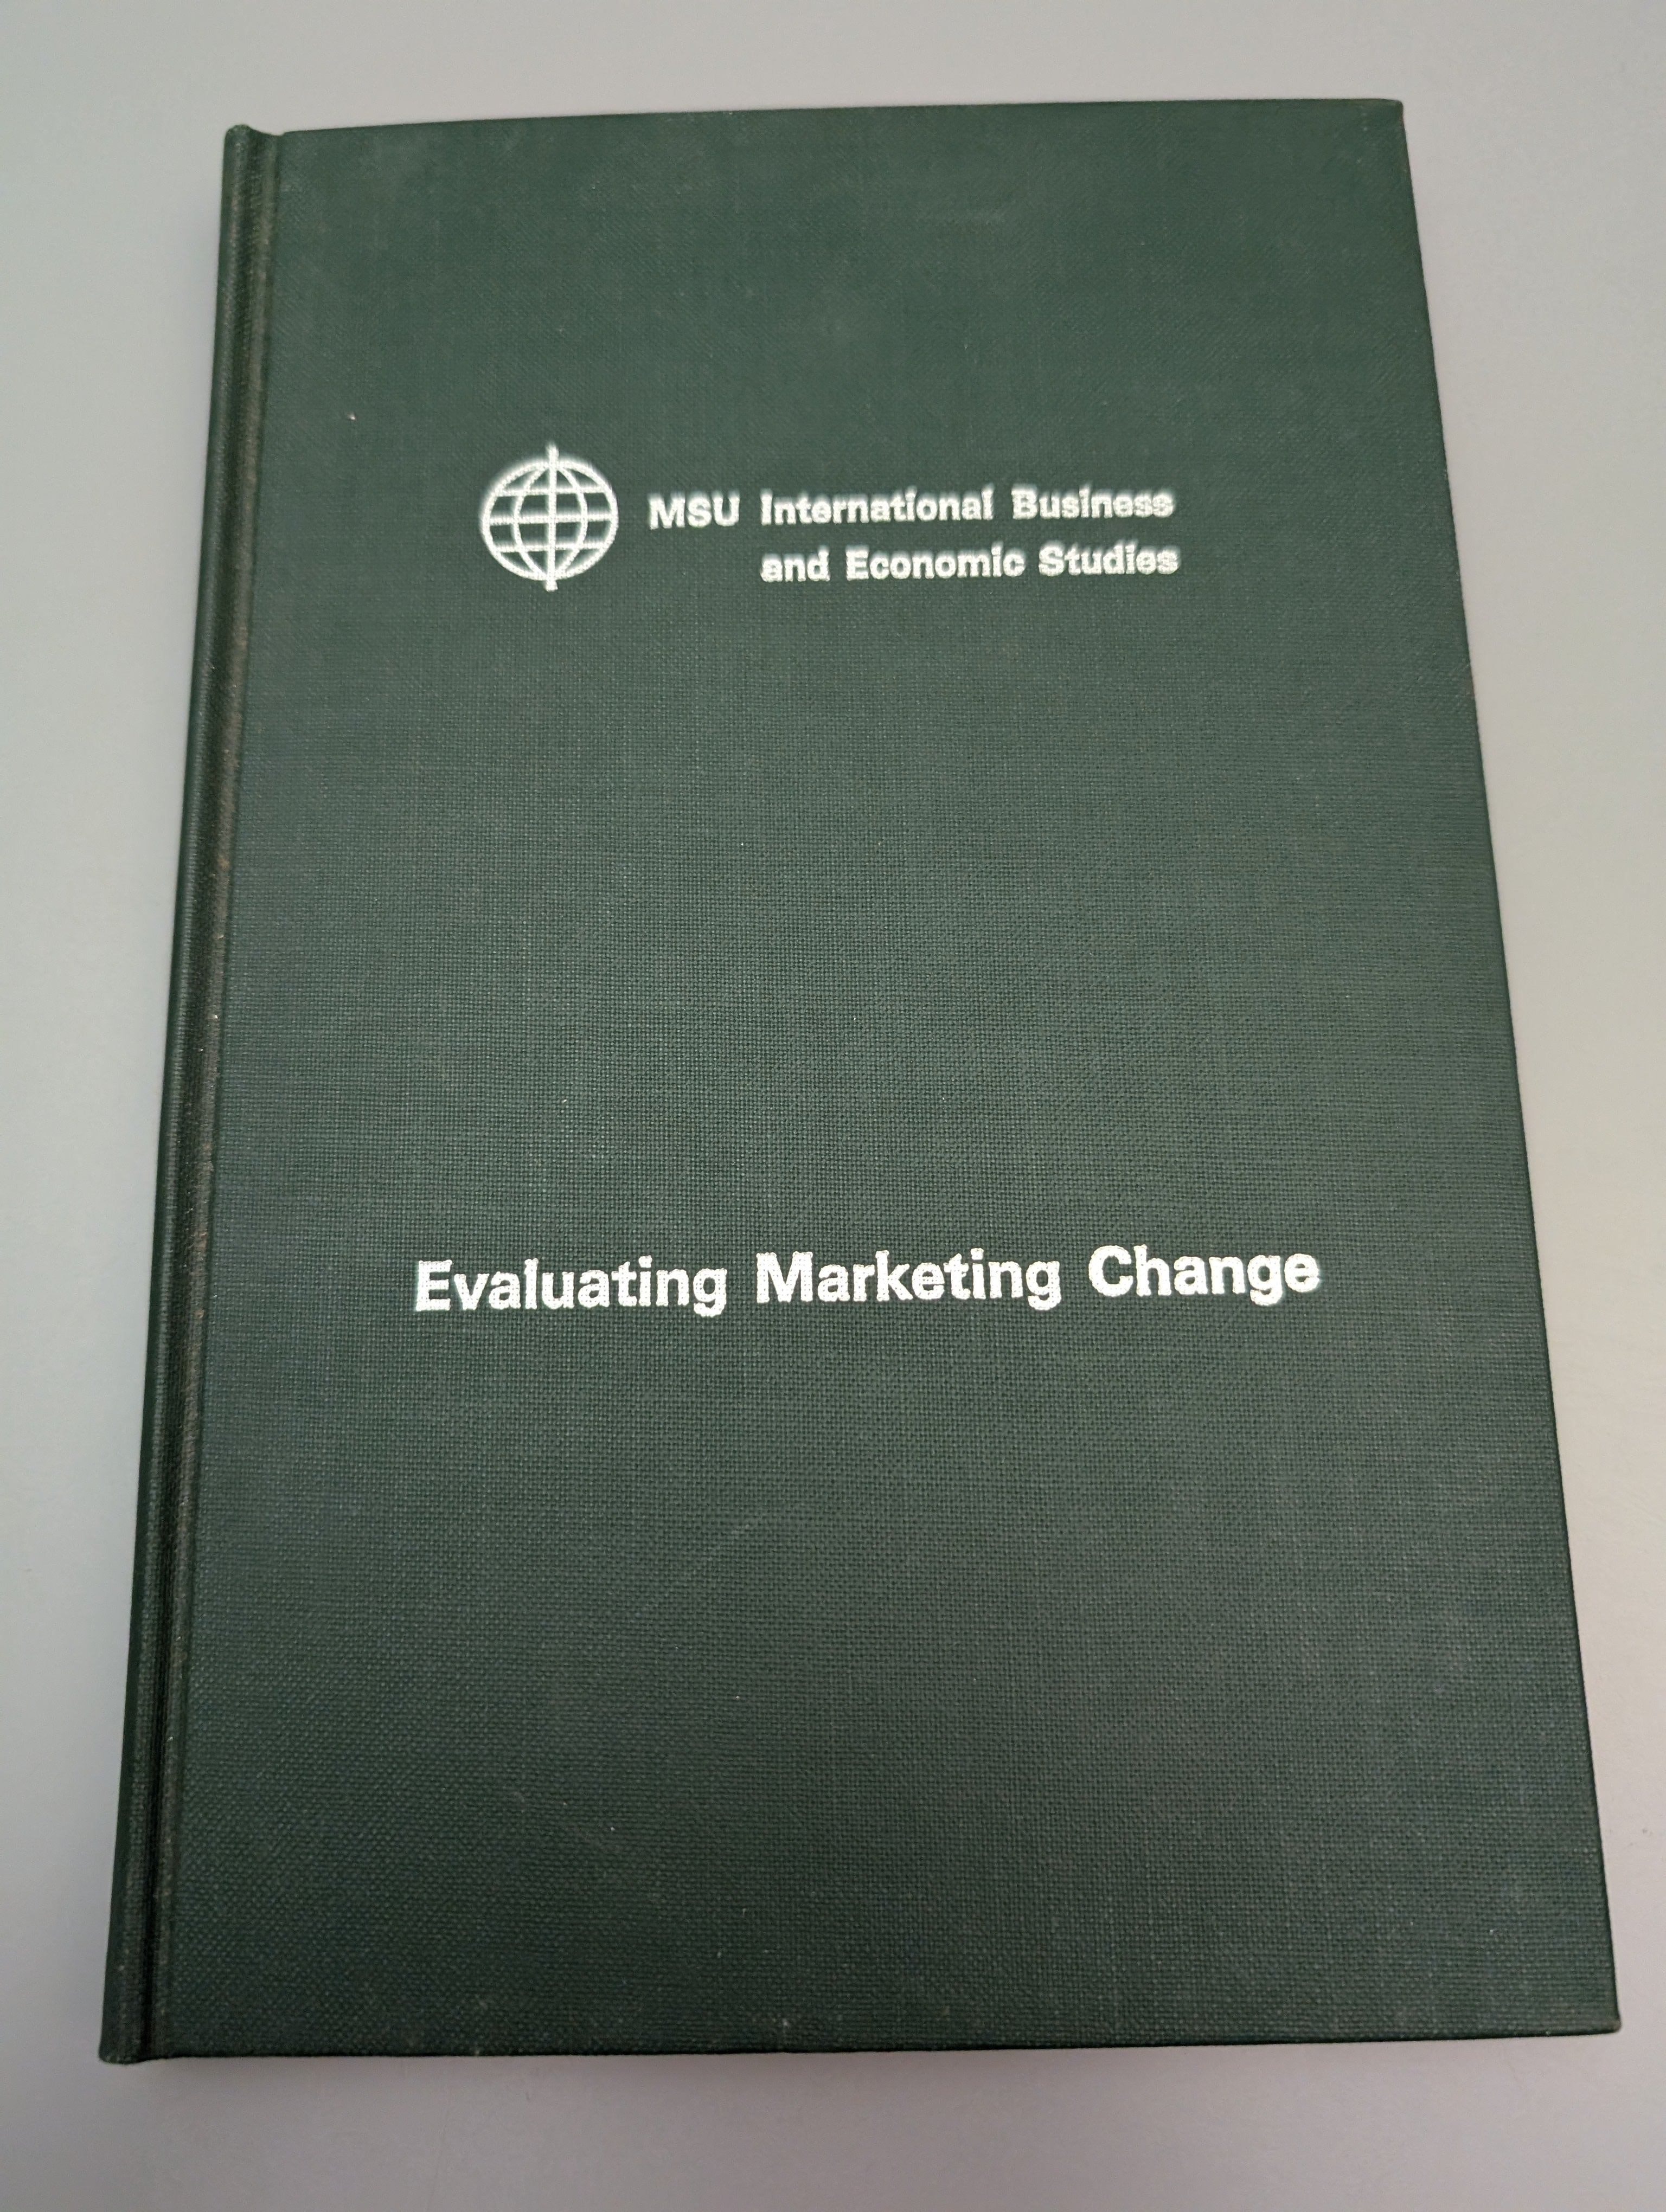 MSU International Business
and Economic Studies
Evaluating Marketing Change